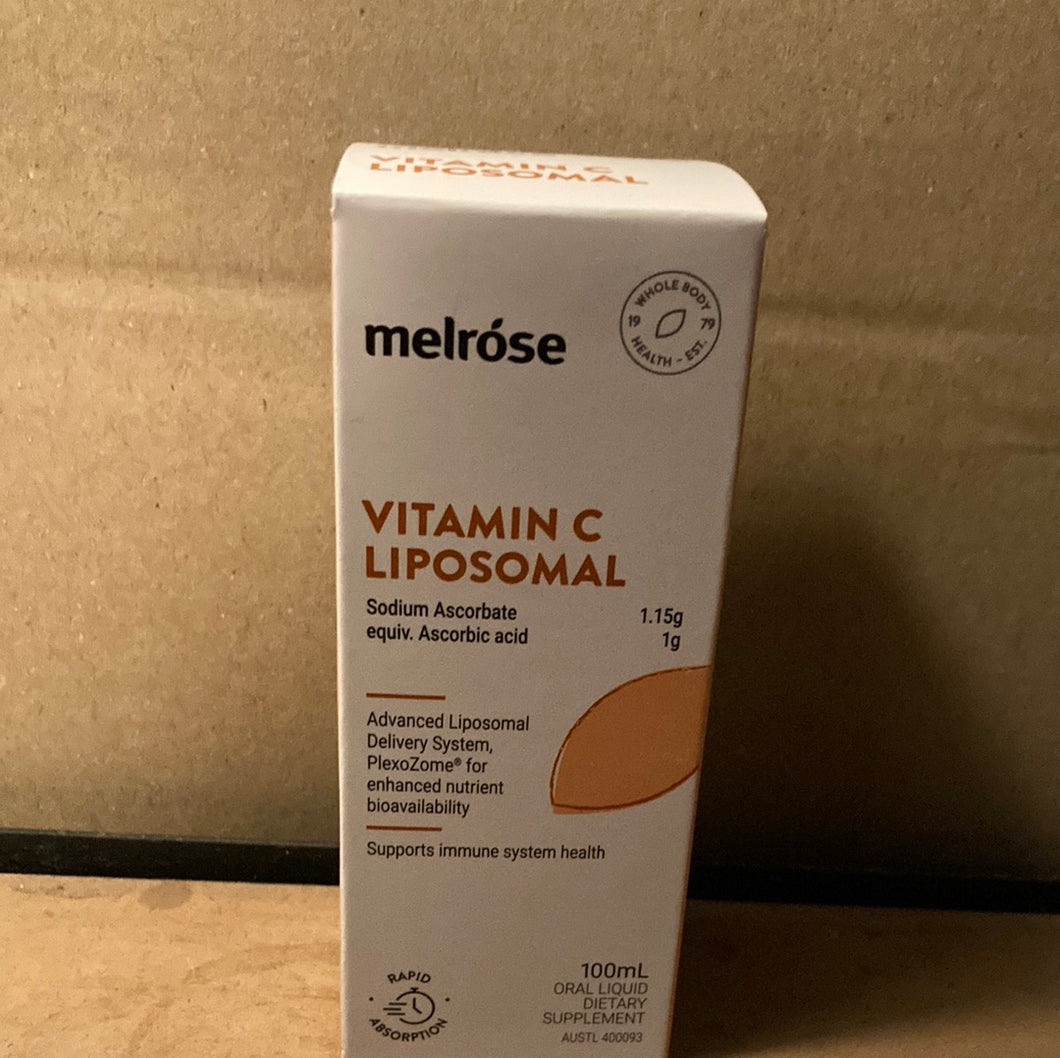 VITAMIN C
LIPOSOMAL
melróse
WHOLE BODY
19 79
HEALTH - EST.
VITAMIN C
LIPOSOMAL
Sodium Ascorbate 1.15g
equiv. Ascorbic acid 1g
Advanced Liposomal
Delivery System,
PlexoZome® for
enhanced nutrient
bioavailability
Supports immune system health
RAPID
ABSORPTION
100mL
ORAL LIQUID
DIETARY
SUPPLEMENT
AUSTL 400093